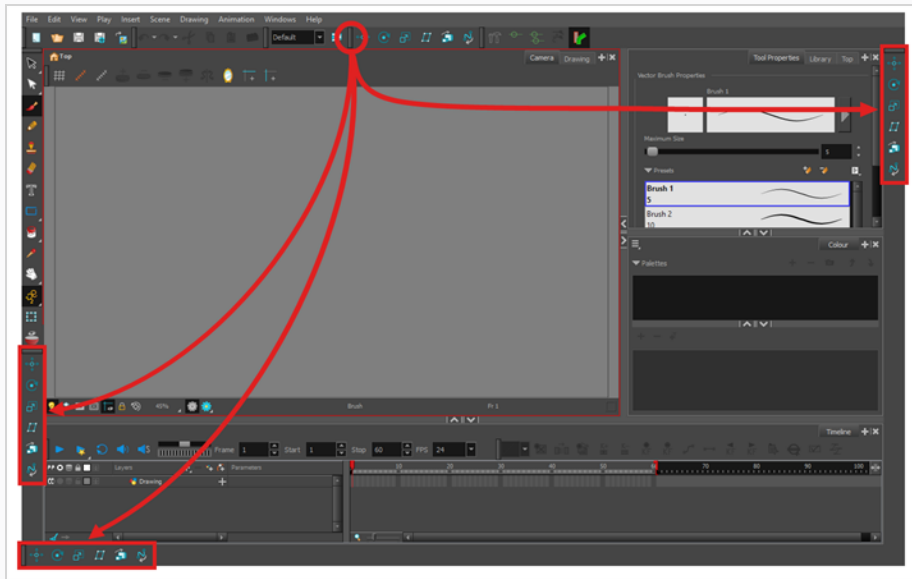 File Edit View Play Insert Scene Drawing Animation Windows Help
Default
Top
Camera Drawing
Tool Properties Library Top
Vector Brush Properties
Brush 1
Maximum Size
5
Presets
Brush 1
5
Brush 2
10
Colour
Palettes
45% Brush Fr 1
Timeline
Frame 1 Start 1 Stop 60 FPS 24
Layers Parameters
10 20 30 40 50 60 70 80 90 100
Drawing